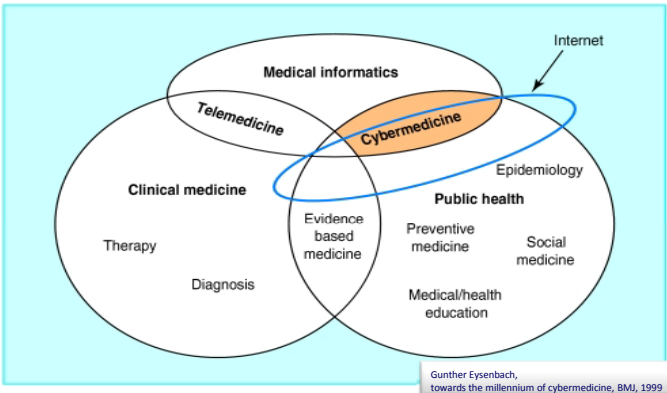 Internet
Medical informatics
Telemedicine
Cybermedicine
Epidemiology
Clinical medicine
Public health
Evidence
based
medicine
Preventive
medicine
Social
medicine
Therapy
Diagnosis
Medical/health
education
Gunther Eysenbach,
towards the millennium of cybermedicine, BMJ, 1999